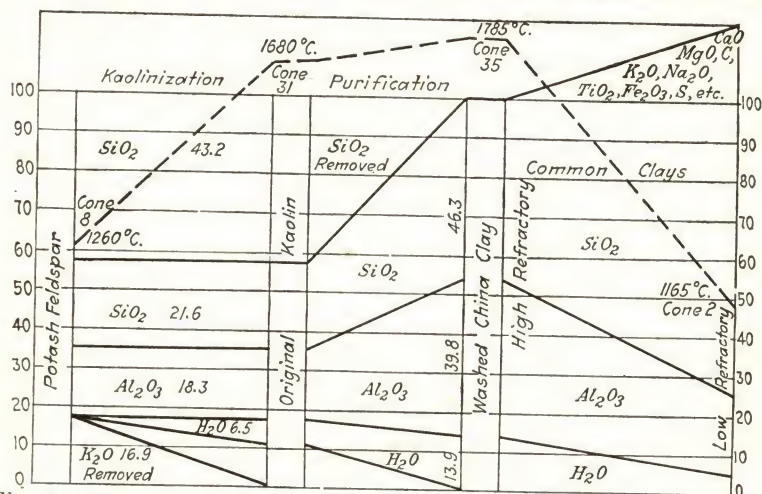 1785°C.
Cone
35
1680°C.
Cone
31
CaO
MgO, C,
K₂O, Na₂O,
TiO₂, Fe₂O₃, S, etc.
Kaolinization
Purification
100
90
80
70
60
50
40
30
20
10
0
Potash Feldspar
Cone
8
1260°C.
SiO₂ 43.2
SiO₂ 21.6
Al₂O₃ 18.3
H₂O 6.5
K₂O 16.9
Removed
Original Kaolin
SiO₂
Removed
SiO₂
Al₂O₃
H₂O
46.3
39.8
13.9
Washed China Clay
High Refractory
Common Clays
SiO₂
Al₂O₃
H₂O
1165°C.
Cone 2
Low Refractory
100
90
80
70
60
50
40
30
20
10
0